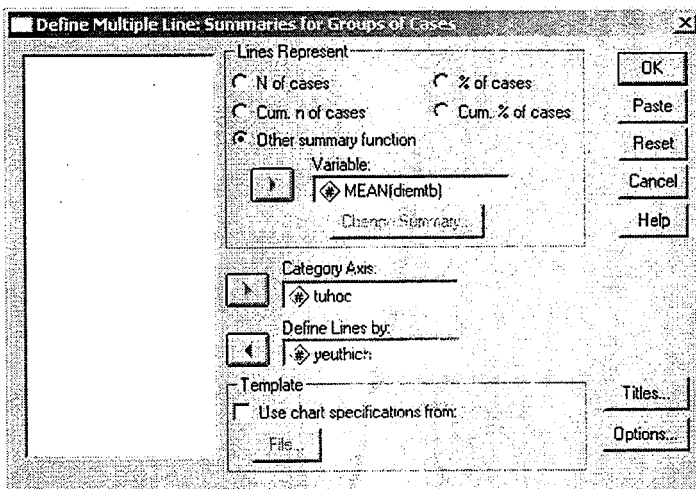 Define Multiple Line: Summaries for Groups of Cases
Lines Represent
N of cases
% of cases
Cum. n of cases
Cum. % of cases
Other summary function
Variable:
MEAN(diemtb)
Change Summary...
Category Axis:
tuhoc
Define Lines by:
yeuthich
Template
Use chart specifications from:
File...
OK
Paste
Reset
Cancel
Help
Titles...
Options...